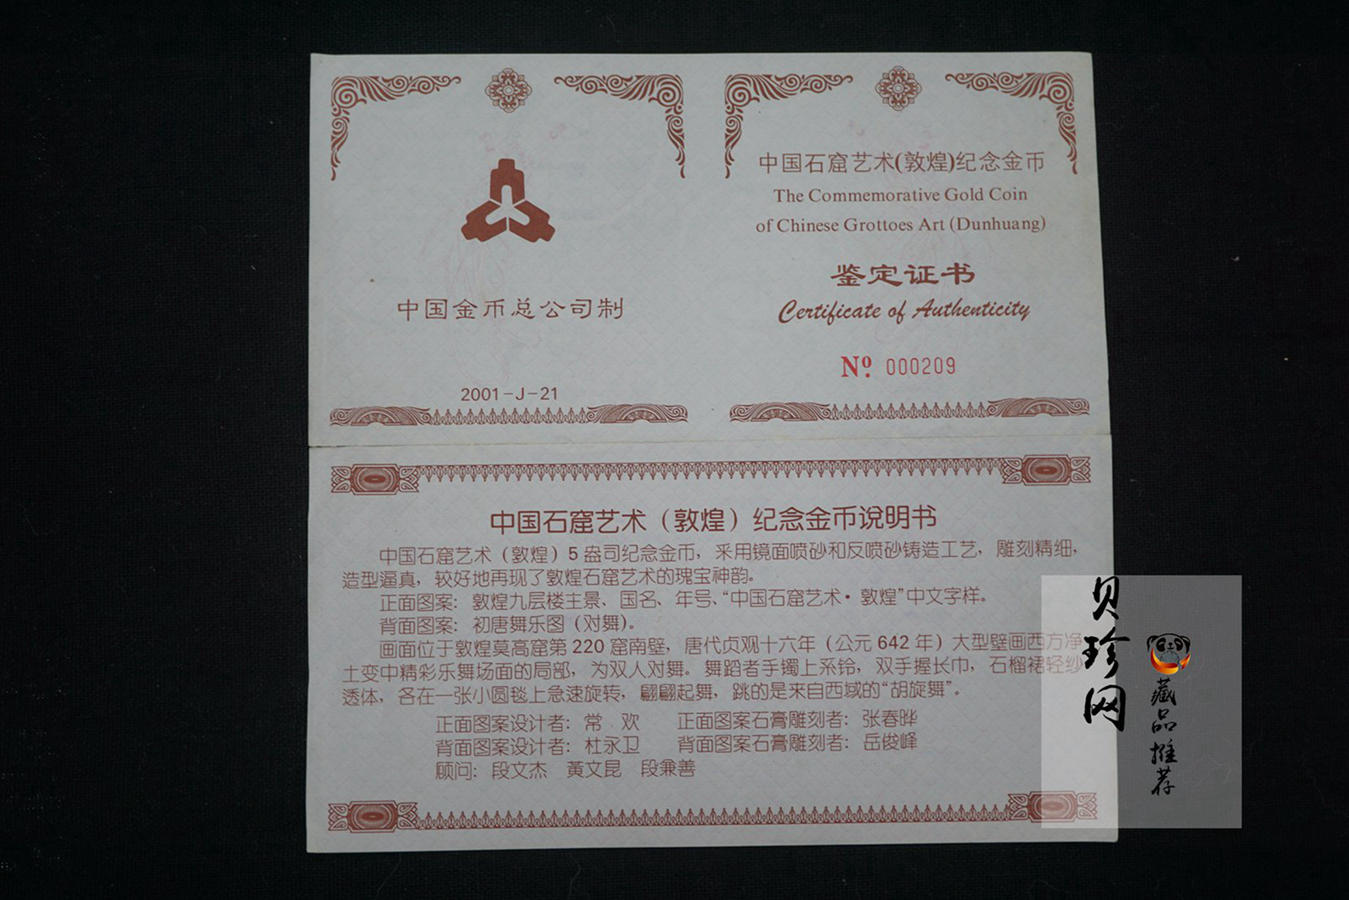 中国金币总公司制
2001-J-21
中国石窟艺术(敦煌)纪念金币
The Commemorative Gold Coin
of Chinese Grottoes Art (Dunhuang)
鉴定证书
Certificate of Authenticity
Nº 000209
中国石窟艺术（敦煌）纪念金币说明书
中国石窟艺术（敦煌）5 盎司纪念金币，采用镜面喷砂和反喷砂铸造工艺，雕刻精细，
造型逼真，较好地再现了敦煌石窟艺术的瑰宝神韵。
正面图案：敦煌九层楼主景、国名、年号、“中国石窟艺术·敦煌”中文字样。
背面图案：初唐舞乐图（对舞）。
画面位于敦煌莫高窟第 220 窟南壁，唐代贞观十六年（公元 642 年）大型壁画西方净
土变中精彩乐舞场面的局部，为双人对舞。舞蹈者手镯上系铃，双手握长巾，石榴裙轻纱
透体，各在一张小圆毯上急速旋转，翩翩起舞，跳的是来自西域的“胡旋舞”。
正面图案设计者：常 欢 正面图案石膏雕刻者：张春晔
背面图案设计者：杜永卫 背面图案石膏雕刻者：岳俊峰
顾问：段文杰 黃文昆 段兼善
贝珍网
藏品推荐